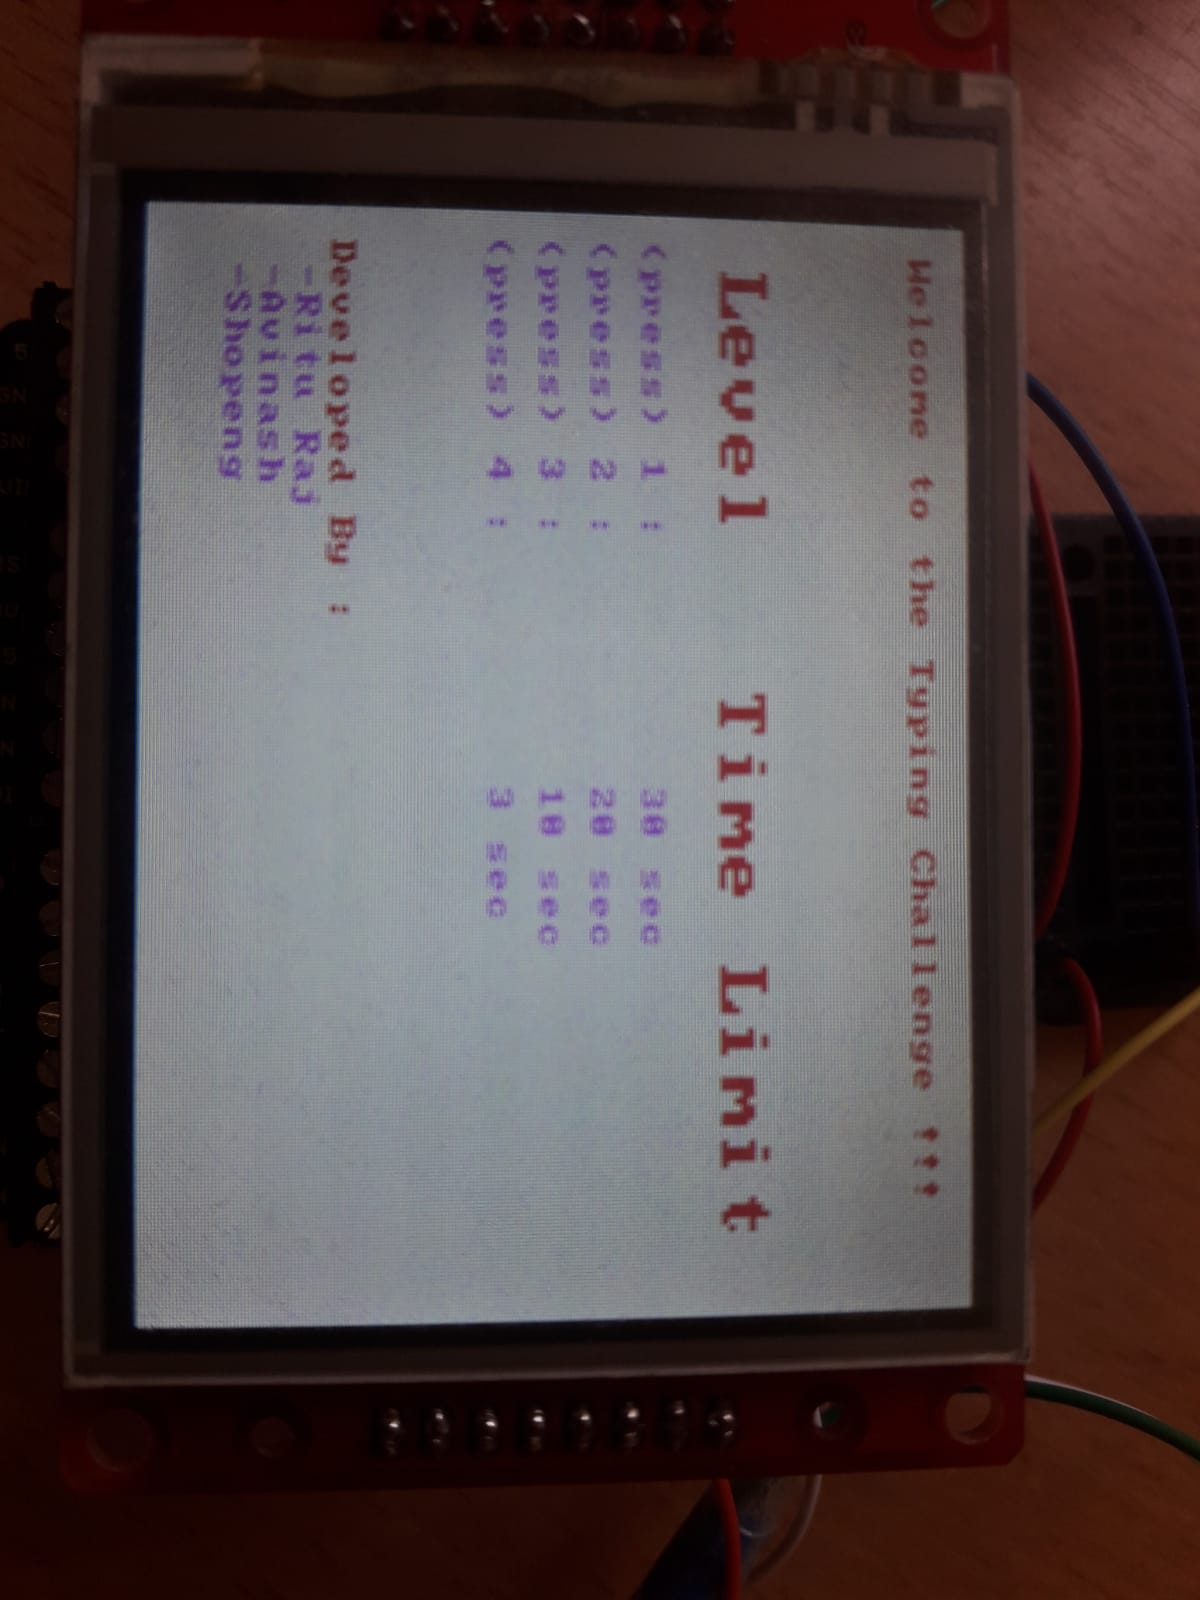 Welcome to the Typing Challenge !!!
Level Time Limit
(press) 1 : 30 sec
(press) 2 : 20 sec
(press) 3 : 10 sec
(press) 4 : 3 sec
Developed By :
-Ritu Raj
-Avinash
-Shopeng